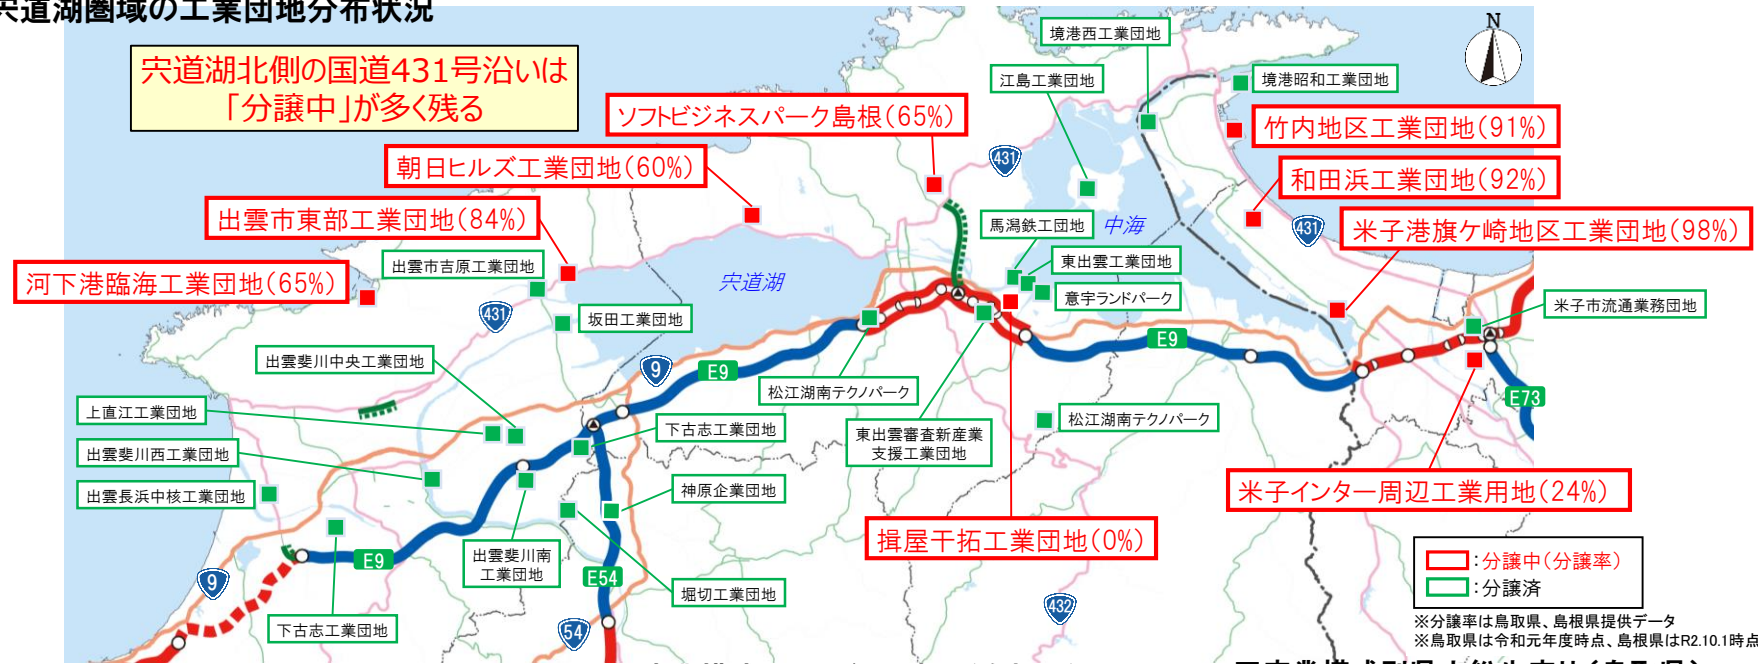 宍道湖圏域の工業団地分布状況
宍道湖北側の国道431号沿いは
「分譲中」が多く残る
N
境港西工業団地
江島工業団地
境港昭和工業団地
ソフトビジネスパーク島根(65%)
竹内地区工業団地(91%)
朝日ヒルズ工業団地(60%)
431
和田浜工業団地(92%)
出雲市東部工業団地(84%)
馬潟鉄工団地
中海
431
米子港旗ケ崎地区工業団地(98%)
出雲市吉原工業団地
東出雲工業団地
河下港臨海工業団地(65%)
宍道湖
意宇ランドパーク
431
坂田工業団地
米子市流通業務団地
出雲斐川中央工業団地
9
E9
E9
松江湖南テクノパーク
E73
上直江工業団地
下古志工業団地
東出雲審査新産業
支援工業団地
松江湖南テクノパーク
出雲斐川西工業団地
出雲長浜中核工業団地
神原企業団地
米子インター周辺工業用地(24%)
揖屋干拓工業団地(0%)
E9
出雲斐川南
工業団地
E54
9
堀切工業団地
432
下古志工業団地
54
:分譲中(分譲率)
:分譲済
※分譲率は鳥取県、島根県提供データ
※鳥取県は令和元年度時点、島根県はR2.10.1時点